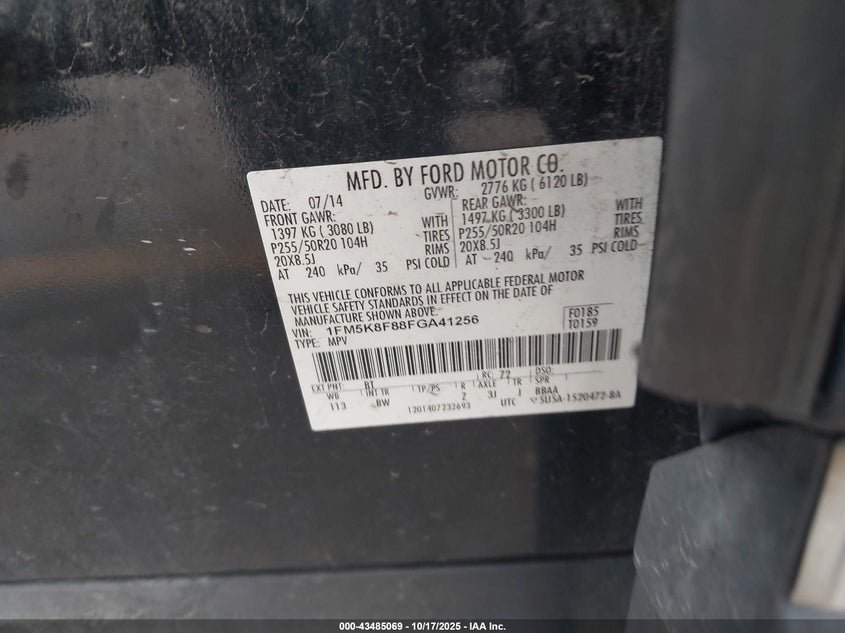 MFD. BY FORD MOTOR CO.
DATE: 07/14 GVWR: 2776 KG ( 6120 LB)
FRONT GAWR: REAR GAWR:
1397 KG ( 3080 LB) WITH 1497 KG ( 3300 LB) WITH
P255/50R20 104H TIRES P255/50R20 104H TIRES
20X8.5J RIMS 20X8.5J RIMS
AT 240 kPa/ 35 PSI COLD AT 240 kPa/ 35 PSI COLD
THIS VEHICLE CONFORMS TO ALL APPLICABLE FEDERAL MOTOR
VEHICLE SAFETY STANDARDS IN EFFECT ON THE DATE OF
MANUFACTURE SHOWN ABOVE.
VIN: 1FM5K8F88FGA41256 F0185
TYPE: MPV T0159
EXT PNT: BT RC: 72 DSO:
WB INT TR TP/PS R AXLE TR SPR
113 BW Z 3J J BBAA
1201407232693 UTC SU5A-1520472-BA
000-43485069 | 10/17/2025 - IAA Inc.